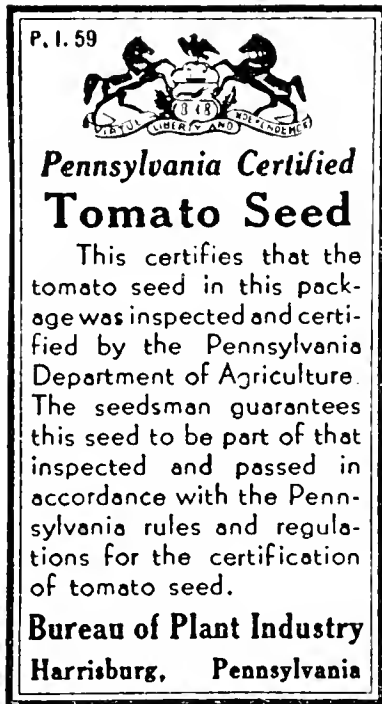 P. I. 59
VIRTUE LIBERTY AND INDEPENDENCE
Pennsylvania Certified
Tomato Seed
This certifies that the
tomato seed in this pack-
age was inspected and certi-
fied by the Pennsylvania
Department of Agriculture.
The seedsman guarantees
this seed to be part of that
inspected and passed in
accordance with the Penn-
sylvania rules and regula-
tions for the certification
of tomato seed.
Bureau of Plant Industry
Harrisburg, Pennsylvania